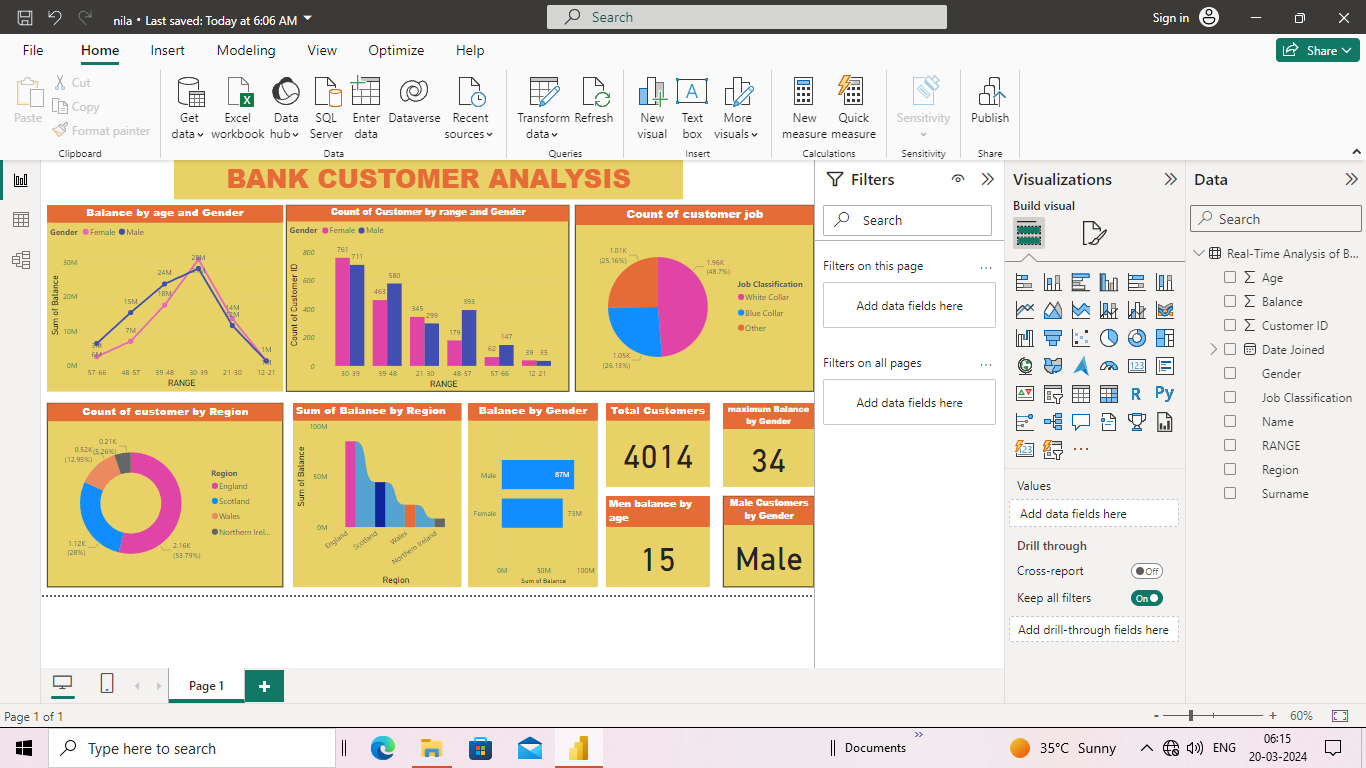 nila • Last saved: Today at 6:06 AM
Search
Sign in
File Home Insert Modeling View Optimize Help
Share
Paste
Cut
Copy
Format painter
Clipboard
Get data
Excel workbook
Data hub
SQL Server
Enter data
Dataverse
Recent sources
Data
Transform data
Refresh
Queries
New visual
Text box
More visuals
Insert
New measure
Quick measure
Calculations
Sensitivity
Sensitivity
Publish
Share
BANK CUSTOMER ANALYSIS
Balance by age and Gender
Gender Female Male
Sum of Balance
30M
20M
10M
0M
7M
15M
24M
18M
14M
1M
57-66 48-57 39-48 30-39 21-30 12-21
RANGE
Count of Customer by range and Gender
Gender Female Male
Count of Customer ID
800
600
400
200
0
761 711
463 580
345 299
179 393
62 147
39 35
30-39 39-48 21-30 48-57 57-66 12-21
RANGE
Count of customer job
1.01K
(25.16%)
1.96K
(48.7%)
1.05K
(26.13%)
Job Classification
White Collar
Blue Collar
Other
Count of customer by Region
0.21K
(5.26%)
0.52K
(12.95%)
1.12K
(28%)
2.16K
(53.79%)
Region
England
Scotland
Wales
Northern Irel...
Sum of Balance by Region
Sum of Balance
100M
50M
0M
England
Scotland
Wales
Northern Ireland
Region
Balance by Gender
Male 87M
Female 73M
0M 50M 100M
Sum of Balance
Total Customers
4014
maximum Balance
by Gender
34
Men balance by
age
15
Male Customers
by Gender
Male
Filters
Search
Filters on this page
...
Add data fields here
Filters on all pages
...
Add data fields here
Visualizations
Build visual
123
R
Py
123
...
Values
Add data fields here
Drill through
Cross-report Off
Keep all filters On
Add drill-through fields here
Data
Search
Real-Time Analysis of B...
Age
Balance
Customer ID
Date Joined
Gender
Job Classification
Name
RANGE
Region
Surname
Page 1
Page 1 of 1
- + 60%
Type here to search
Documents
35°C Sunny
ENG
06:15
20-03-2024